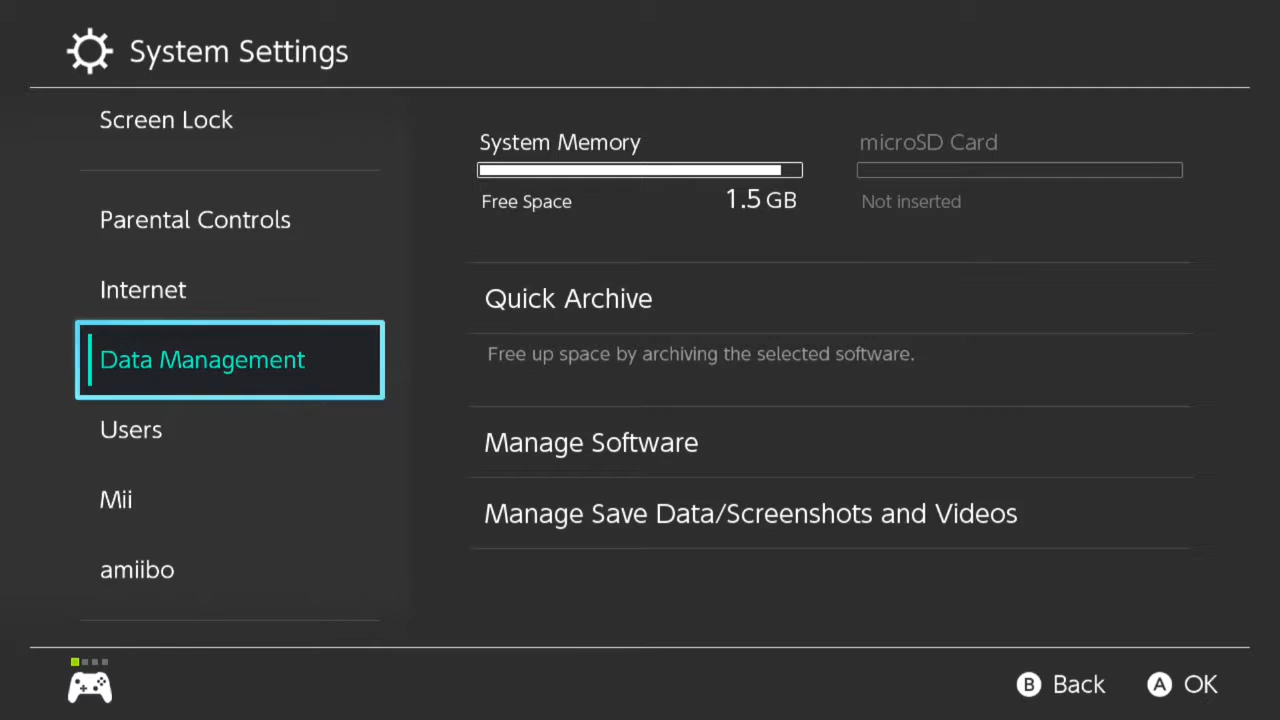 System Settings
Screen Lock
Parental Controls
Internet
Data Management
Users
Mii
amiibo
System Memory
Free Space 1.5 GB
microSD Card
Not inserted
Quick Archive
Free up space by archiving the selected software.
Manage Software
Manage Save Data/Screenshots and Videos
B Back A OK